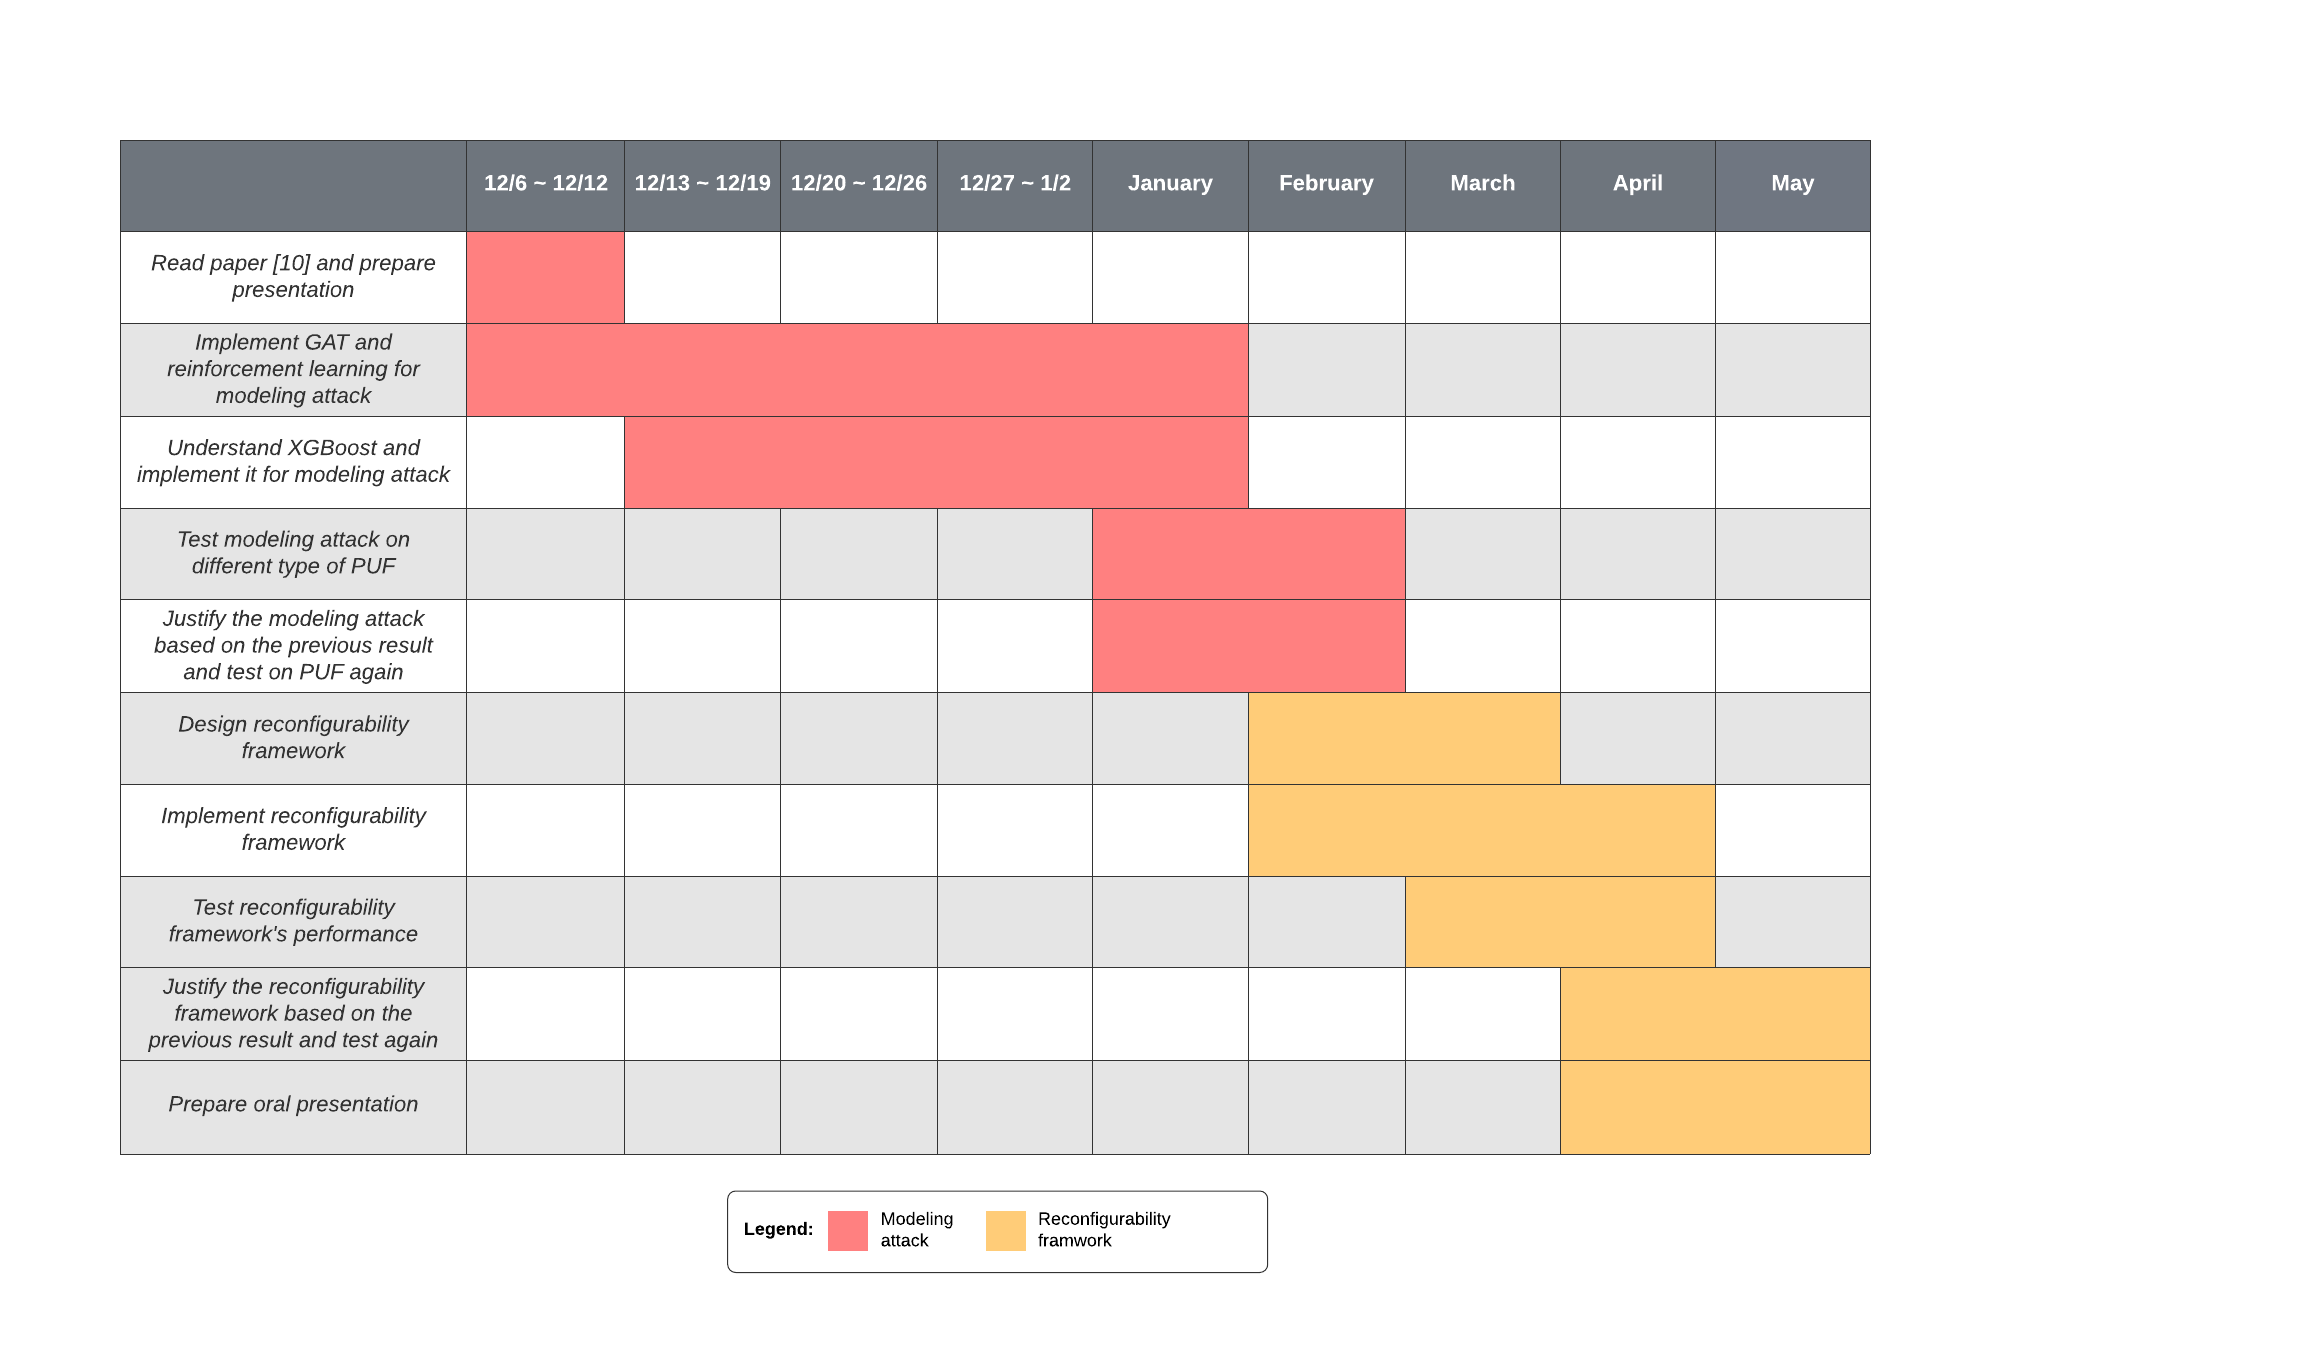 12/6 ~ 12/12 12/13 ~ 12/19 12/20 ~ 12/26 12/27 ~ 1/2 January February March April May
Read paper [10] and prepare
presentation
Implement GAT and
reinforcement learning for
modeling attack
Understand XGBoost and
implement it for modeling attack
Test modeling attack on
different type of PUF
Justify the modeling attack
based on the previous result
and test on PUF again
Design reconfigurability
framework
Implement reconfigurability
framework
Test reconfigurability
framework's performance
Justify the reconfigurability
framework based on the
previous result and test again
Prepare oral presentation
Legend:
Modeling
attack
Reconfigurability
framwork